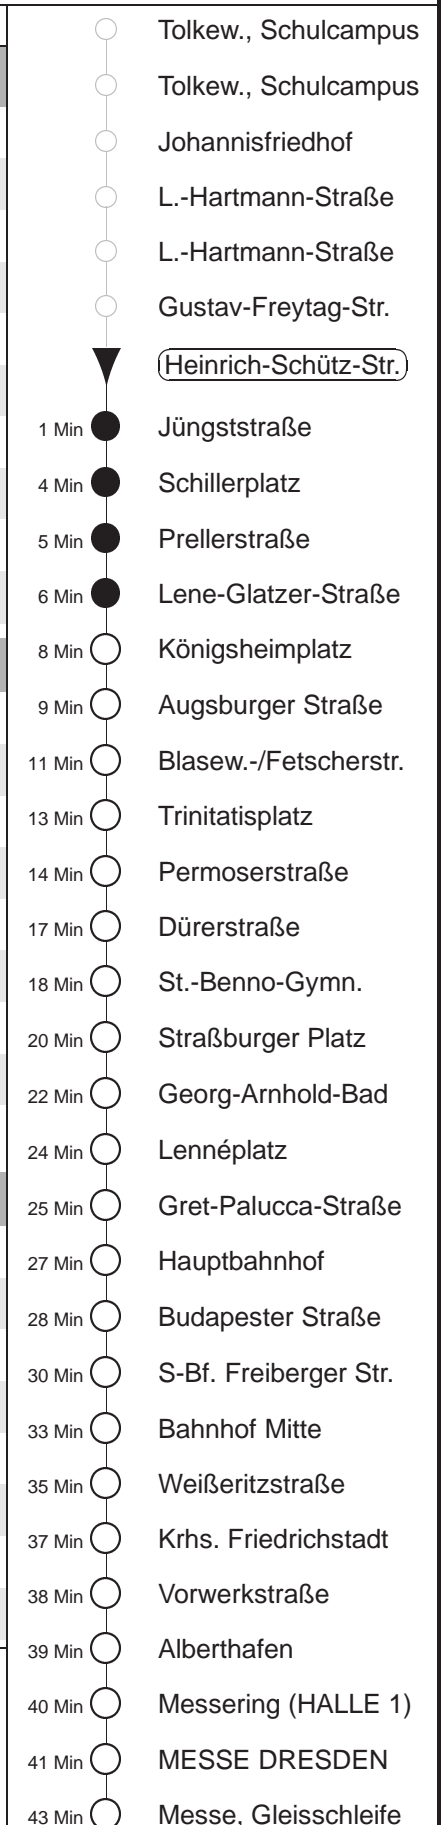 Tolkew., Schulcampus
Tolkew., Schulcampus
Johannisfriedhof
L.-Hartmann-Straße
L.-Hartmann-Straße
Gustav-Freytag-Str.
Heinrich-Schütz-Str.
1 Min Jüngststraße
4 Min Schillerplatz
5 Min Prellerstraße
6 Min Lene-Glatzer-Straße
8 Min Königsheimplatz
9 Min Augsburger Straße
11 Min Blasew.-/Fetscherstr.
13 Min Trinitatisplatz
14 Min Permoserstraße
17 Min Dürerstraße
18 Min St.-Benno-Gymn.
20 Min Straßburger Platz
22 Min Georg-Arnhold-Bad
24 Min Lennéplatz
25 Min Gret-Palucca-Straße
27 Min Hauptbahnhof
28 Min Budapester Straße
30 Min S-Bf. Freiberger Str.
33 Min Bahnhof Mitte
35 Min Weißeritzstraße
37 Min Krhs. Friedrichstadt
38 Min Vorwerkstraße
39 Min Alberthafen
40 Min Messering (HALLE 1)
41 Min MESSE DRESDEN
43 Min Messe, Gleisschleife